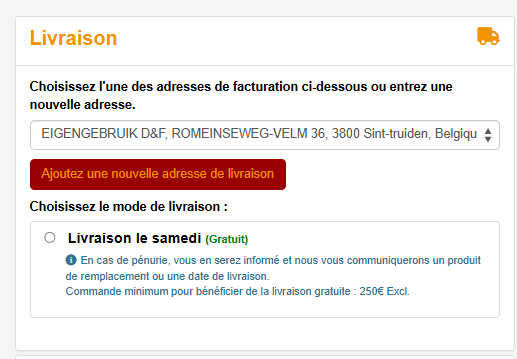 Livraison
Choisissez l'une des adresses de facturation ci-dessous ou entrez une
nouvelle adresse.
EIGENGEBRUIK D&F, ROMEINSEWEG-VELM 36, 3800 Sint-truiden, Belgiqu
Ajoutez une nouvelle adresse de livraison
Choisissez le mode de livraison :
Livraison le samedi (Gratuit)
En cas de pénurie, vous en serez informé et nous vous communiquerons un produit
de remplacement ou une date de livraison.
Commande minimum pour bénéficier de la livraison gratuite : 250€ Excl.